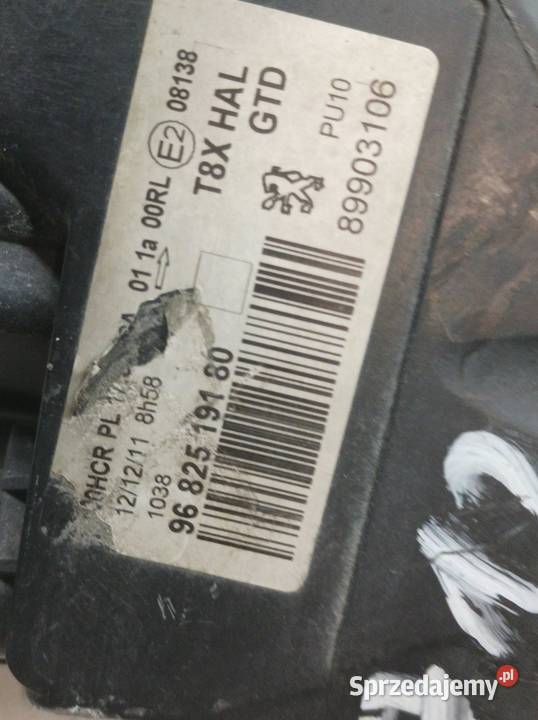 HCR PL 01 1a 00RL E2 08138
12/12/11 8h58
T8X HAL
1038
GTD
96 825 191 80
PU10
89903106
Sprzedajemy.pl